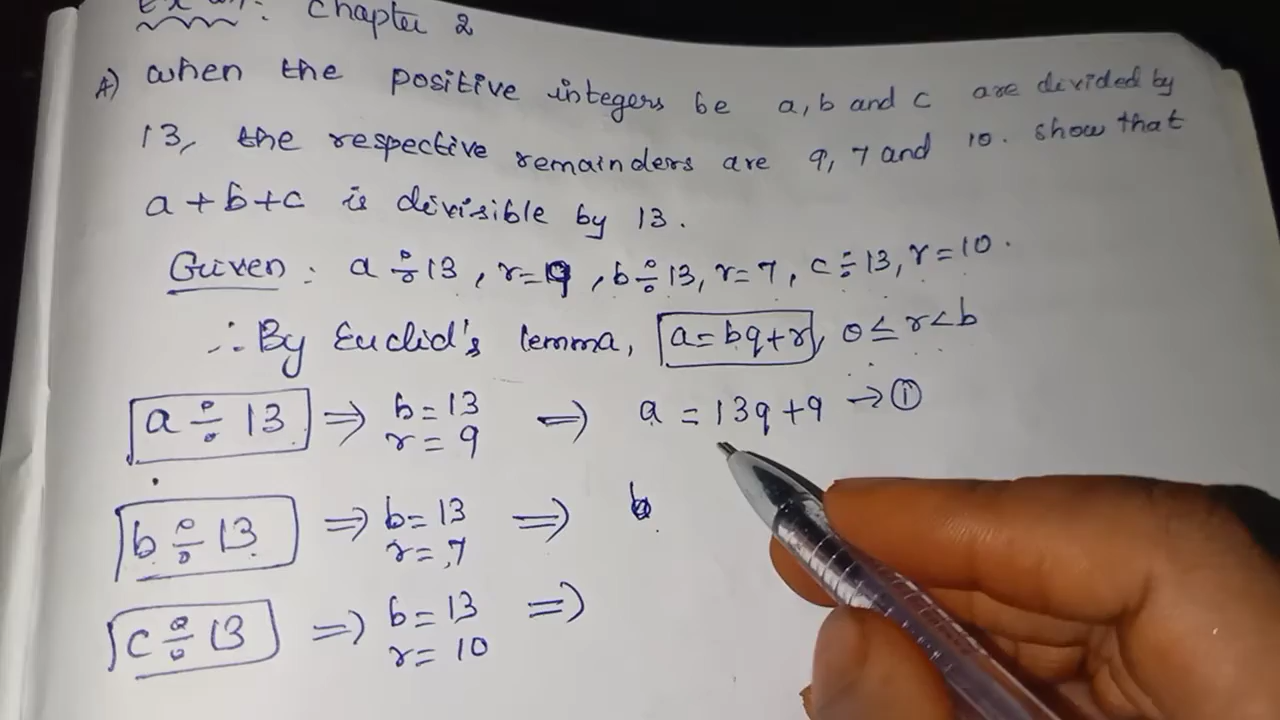 Chapter 2
A) when the positive integers be a, b and c are divided by
13, the respective remainders are 9, 7 and 10. show that
a+b+c is divisible by 13.
Given: a÷13, r=9, b÷13, r=7, c÷13, r=10.
∴ By Euclid's lemma, a=bq+r, 0≤r<b
a÷13 ⇒ b=13 r=9 ⇒ a=13q+9 → ①
b÷13 ⇒ b=13 r=7 ⇒ b
c÷13 ⇒ b=13 r=10 ⇒